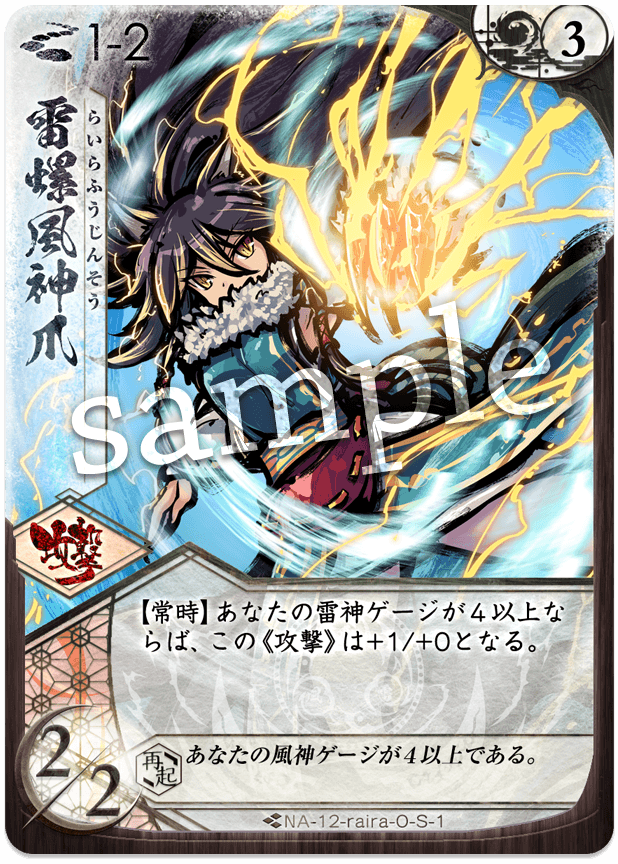 1-2
3
雷螺風神爪
らいらふうじんそう
sample
攻撃
【常時】あなたの雷神ゲージが4以上な
らば、この《攻撃》は+1/+0となる。
2/2
再起
あなたの風神ゲージが4以上である。
NA-12-raira-O-S-1